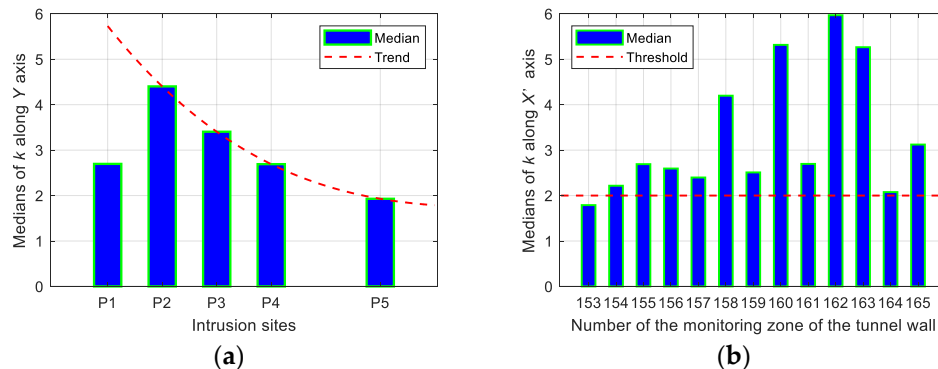 6
5
4
3
2
1
0
Medians of k along Y axis
Median
Trend
P1 P2 P3 P4 P5
Intrusion sites
(a)
6
5
4
3
2
1
0
Medians of k along X' axis
Median
Threshold
153 154 155 156 157 158 159 160 161 162 163 164 165
Number of the monitoring zone of the tunnel wall
(b)